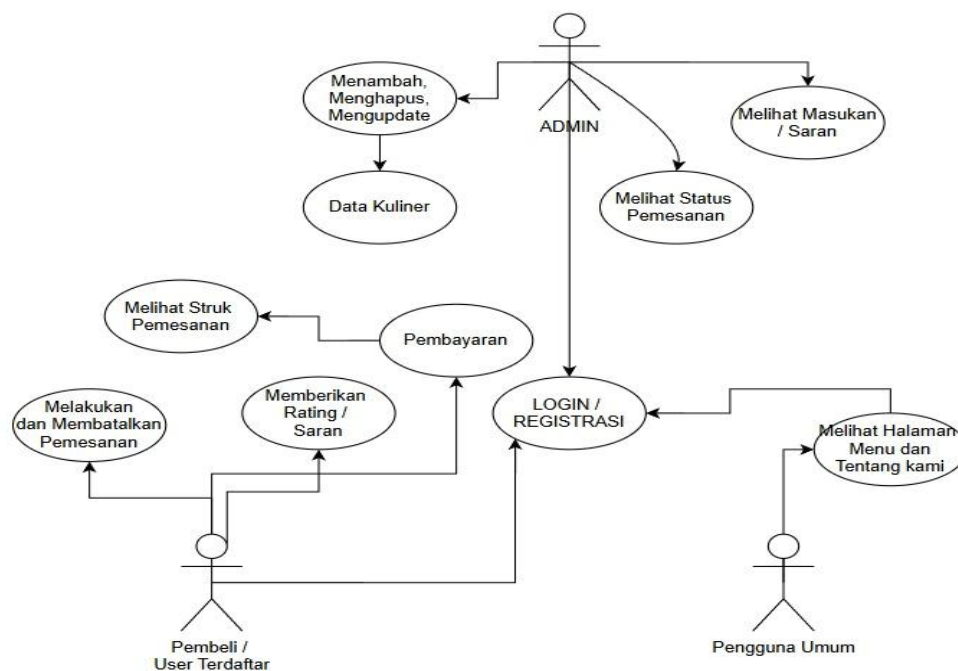 Menambah,
Menghapus,
Mengupdate
ADMIN
Melihat Masukan
/ Saran
Data Kuliner
Melihat Status
Pemesanan
Melihat Struk
Pemesanan
Pembayaran
Melakukan
dan Membatalkan
Pemesanan
Memberikan
Rating /
Saran
LOGIN /
REGISTRASI
Melihat Halaman
Menu dan
Tentang kami
Pembeli /
User Terdaftar
Pengguna Umum